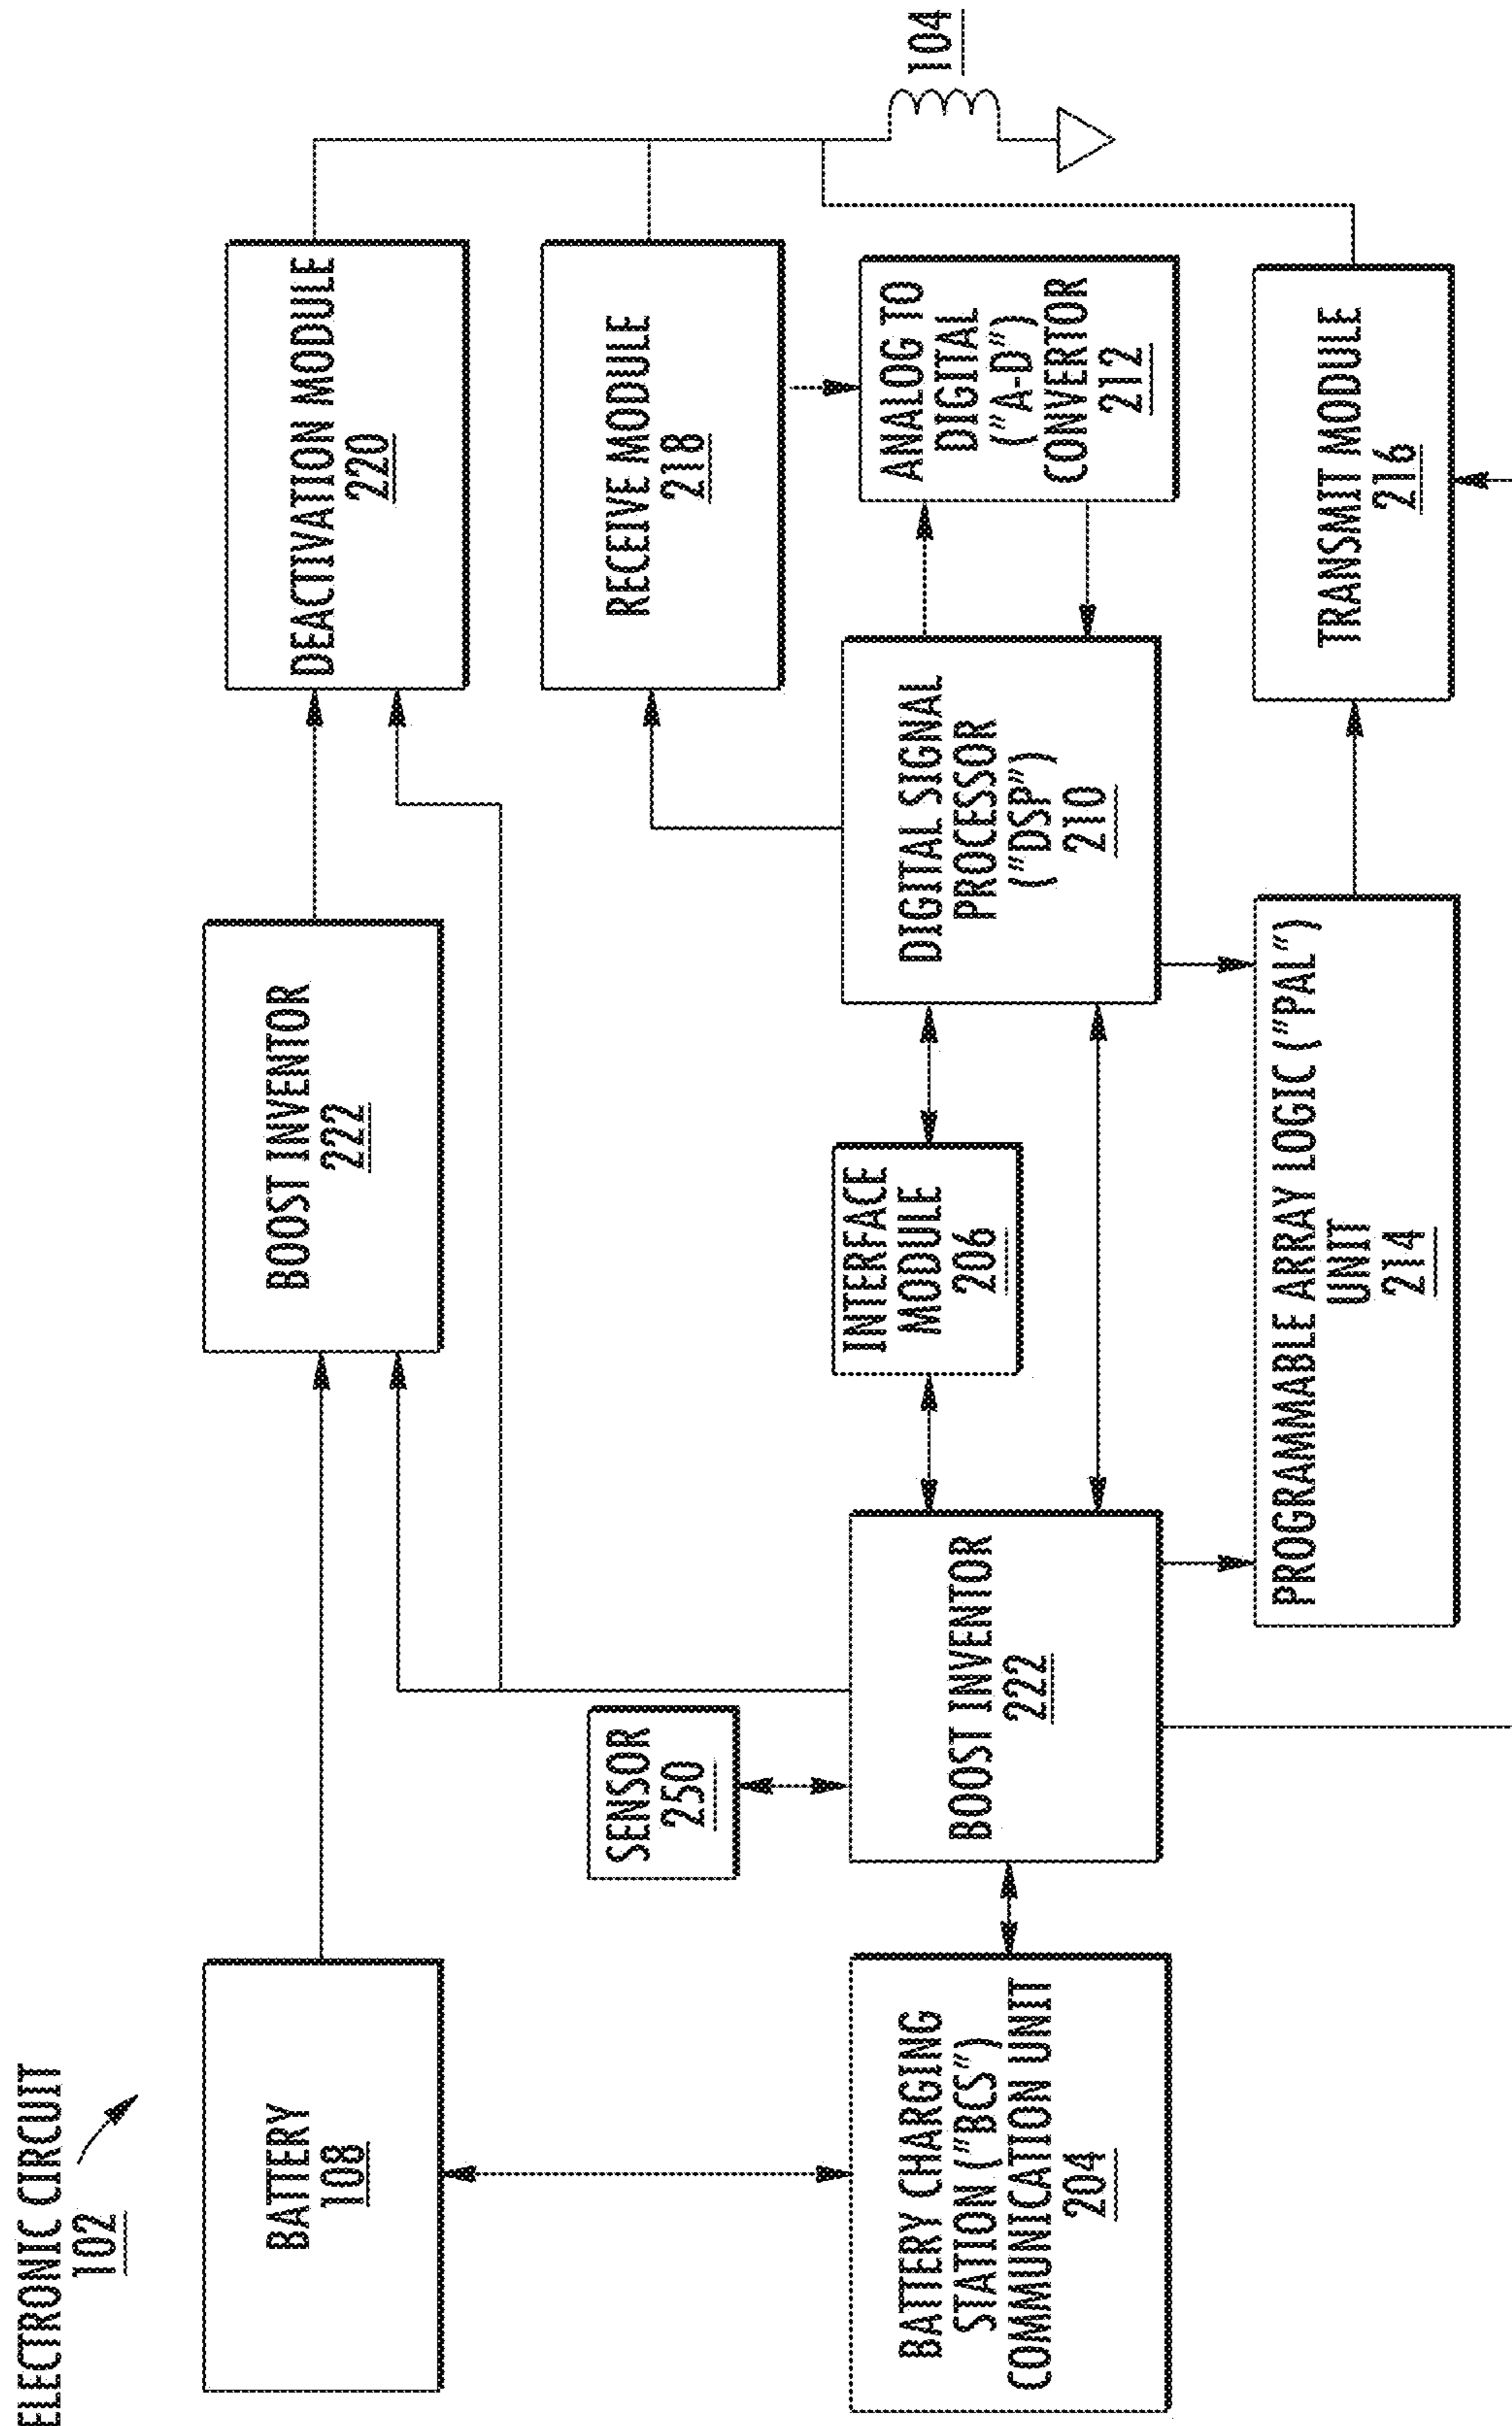 ELECTRONIC CIRCUIT
102
BATTERY
108
BOOST INVENTOR
222
DEACTIVATION MODULE
220
SENSOR
250
RECEIVE MODULE
218
104
BATTERY CHARGING
STATION ("BCS")
COMMUNICATION UNIT
204
BOOST INVENTOR
222
INTERFACE
MODULE
206
DIGITAL SIGNAL
PROCESSOR
("DSP")
210
ANALOG TO
DIGITAL
("A-D")
CONVERTOR
212
PROGRAMMABLE ARRAY LOGIC ("PAL")
UNIT
214
TRANSMIT MODULE
216